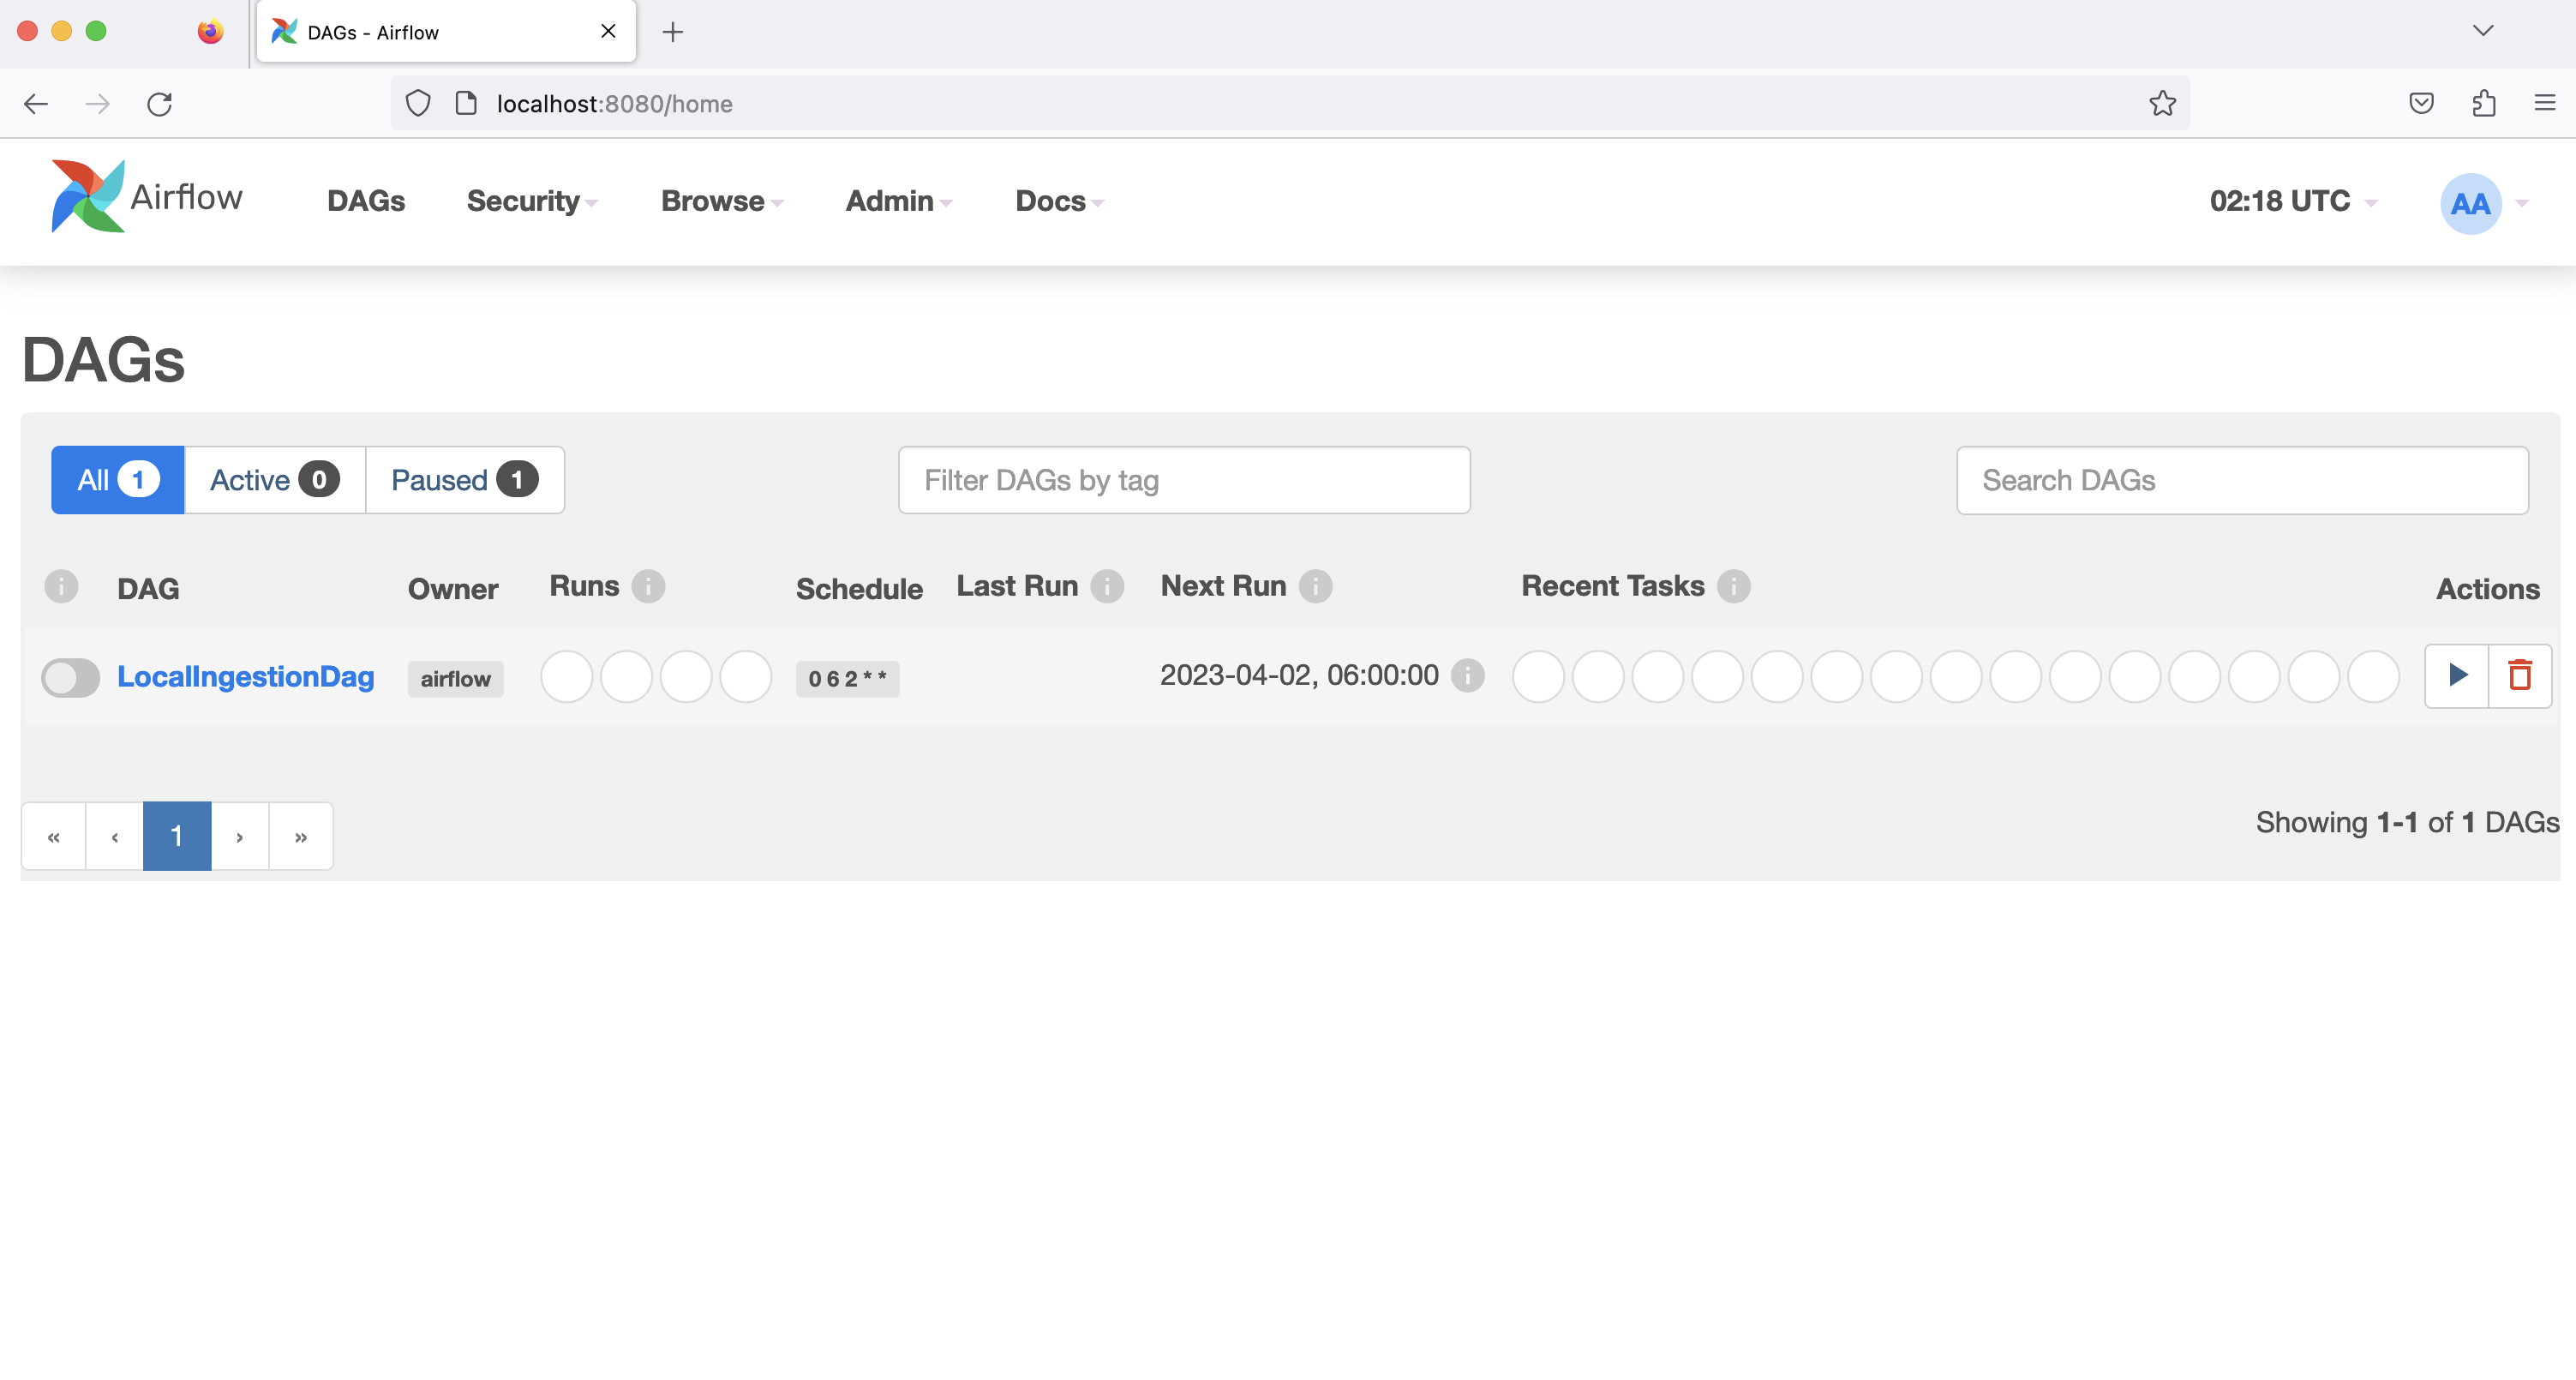 DAGs - Airflow
localhost:8080/home
Airflow DAGs Security Browse Admin Docs 02:18 UTC AA
DAGs
All 1 Active 0 Paused 1 Filter DAGs by tag Search DAGs
i DAG Owner Runs i Schedule Last Run i Next Run i Recent Tasks i Actions
LocalIngestionDag airflow 0 6 2 * * 2023-04-02, 06:00:00 i
« ‹ 1 › » Showing 1-1 of 1 DAGs